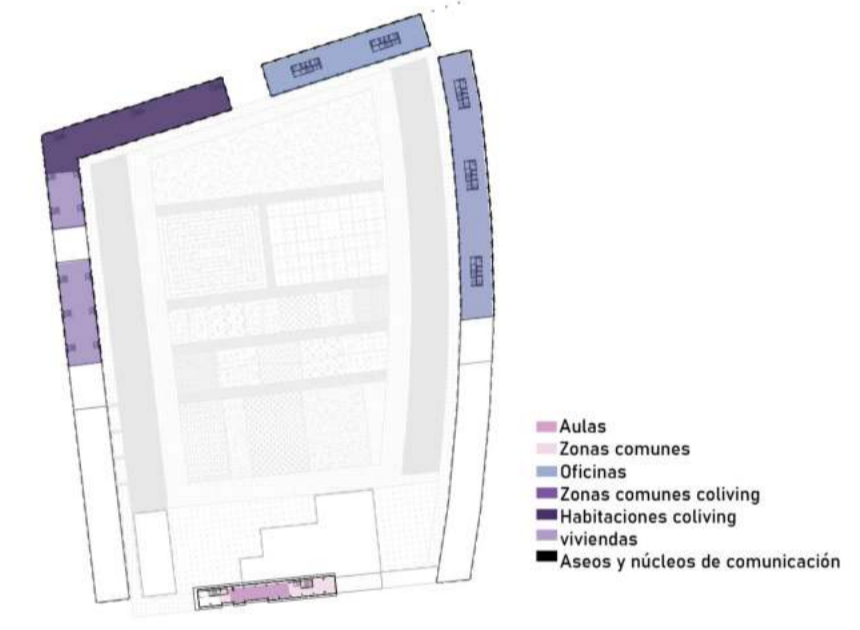 Aulas
Zonas comunes
Oficinas
Zonas comunes coliving
Habitaciones coliving
viviendas
Aseos y núcleos de comunicación